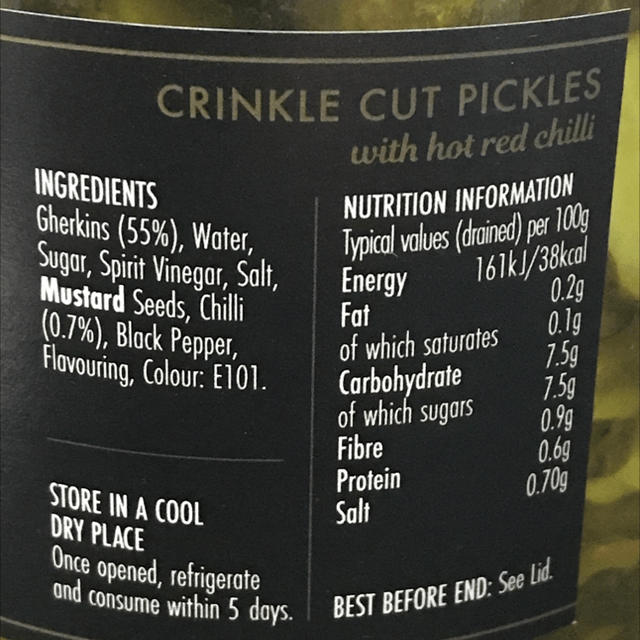 CRINKLE CUT PICKLES
with hot red chilli
INGREDIENTS
Gherkins (55%), Water,
Sugar, Spirit Vinegar, Salt,
Mustard Seeds, Chilli
(0.7%), Black Pepper,
Flavouring, Colour: E101.
STORE IN A COOL
DRY PLACE
Once opened, refrigerate
and consume within 5 days.
NUTRITION INFORMATION
Typical values (drained) per 100g
Energy 161kJ/38kcal
Fat 0.2g
of which saturates 0.1g
Carbohydrate 7.5g
of which sugars 7.5g
Fibre 0.9g
Protein 0.6g
Salt 0.70g
BEST BEFORE END: See Lid.